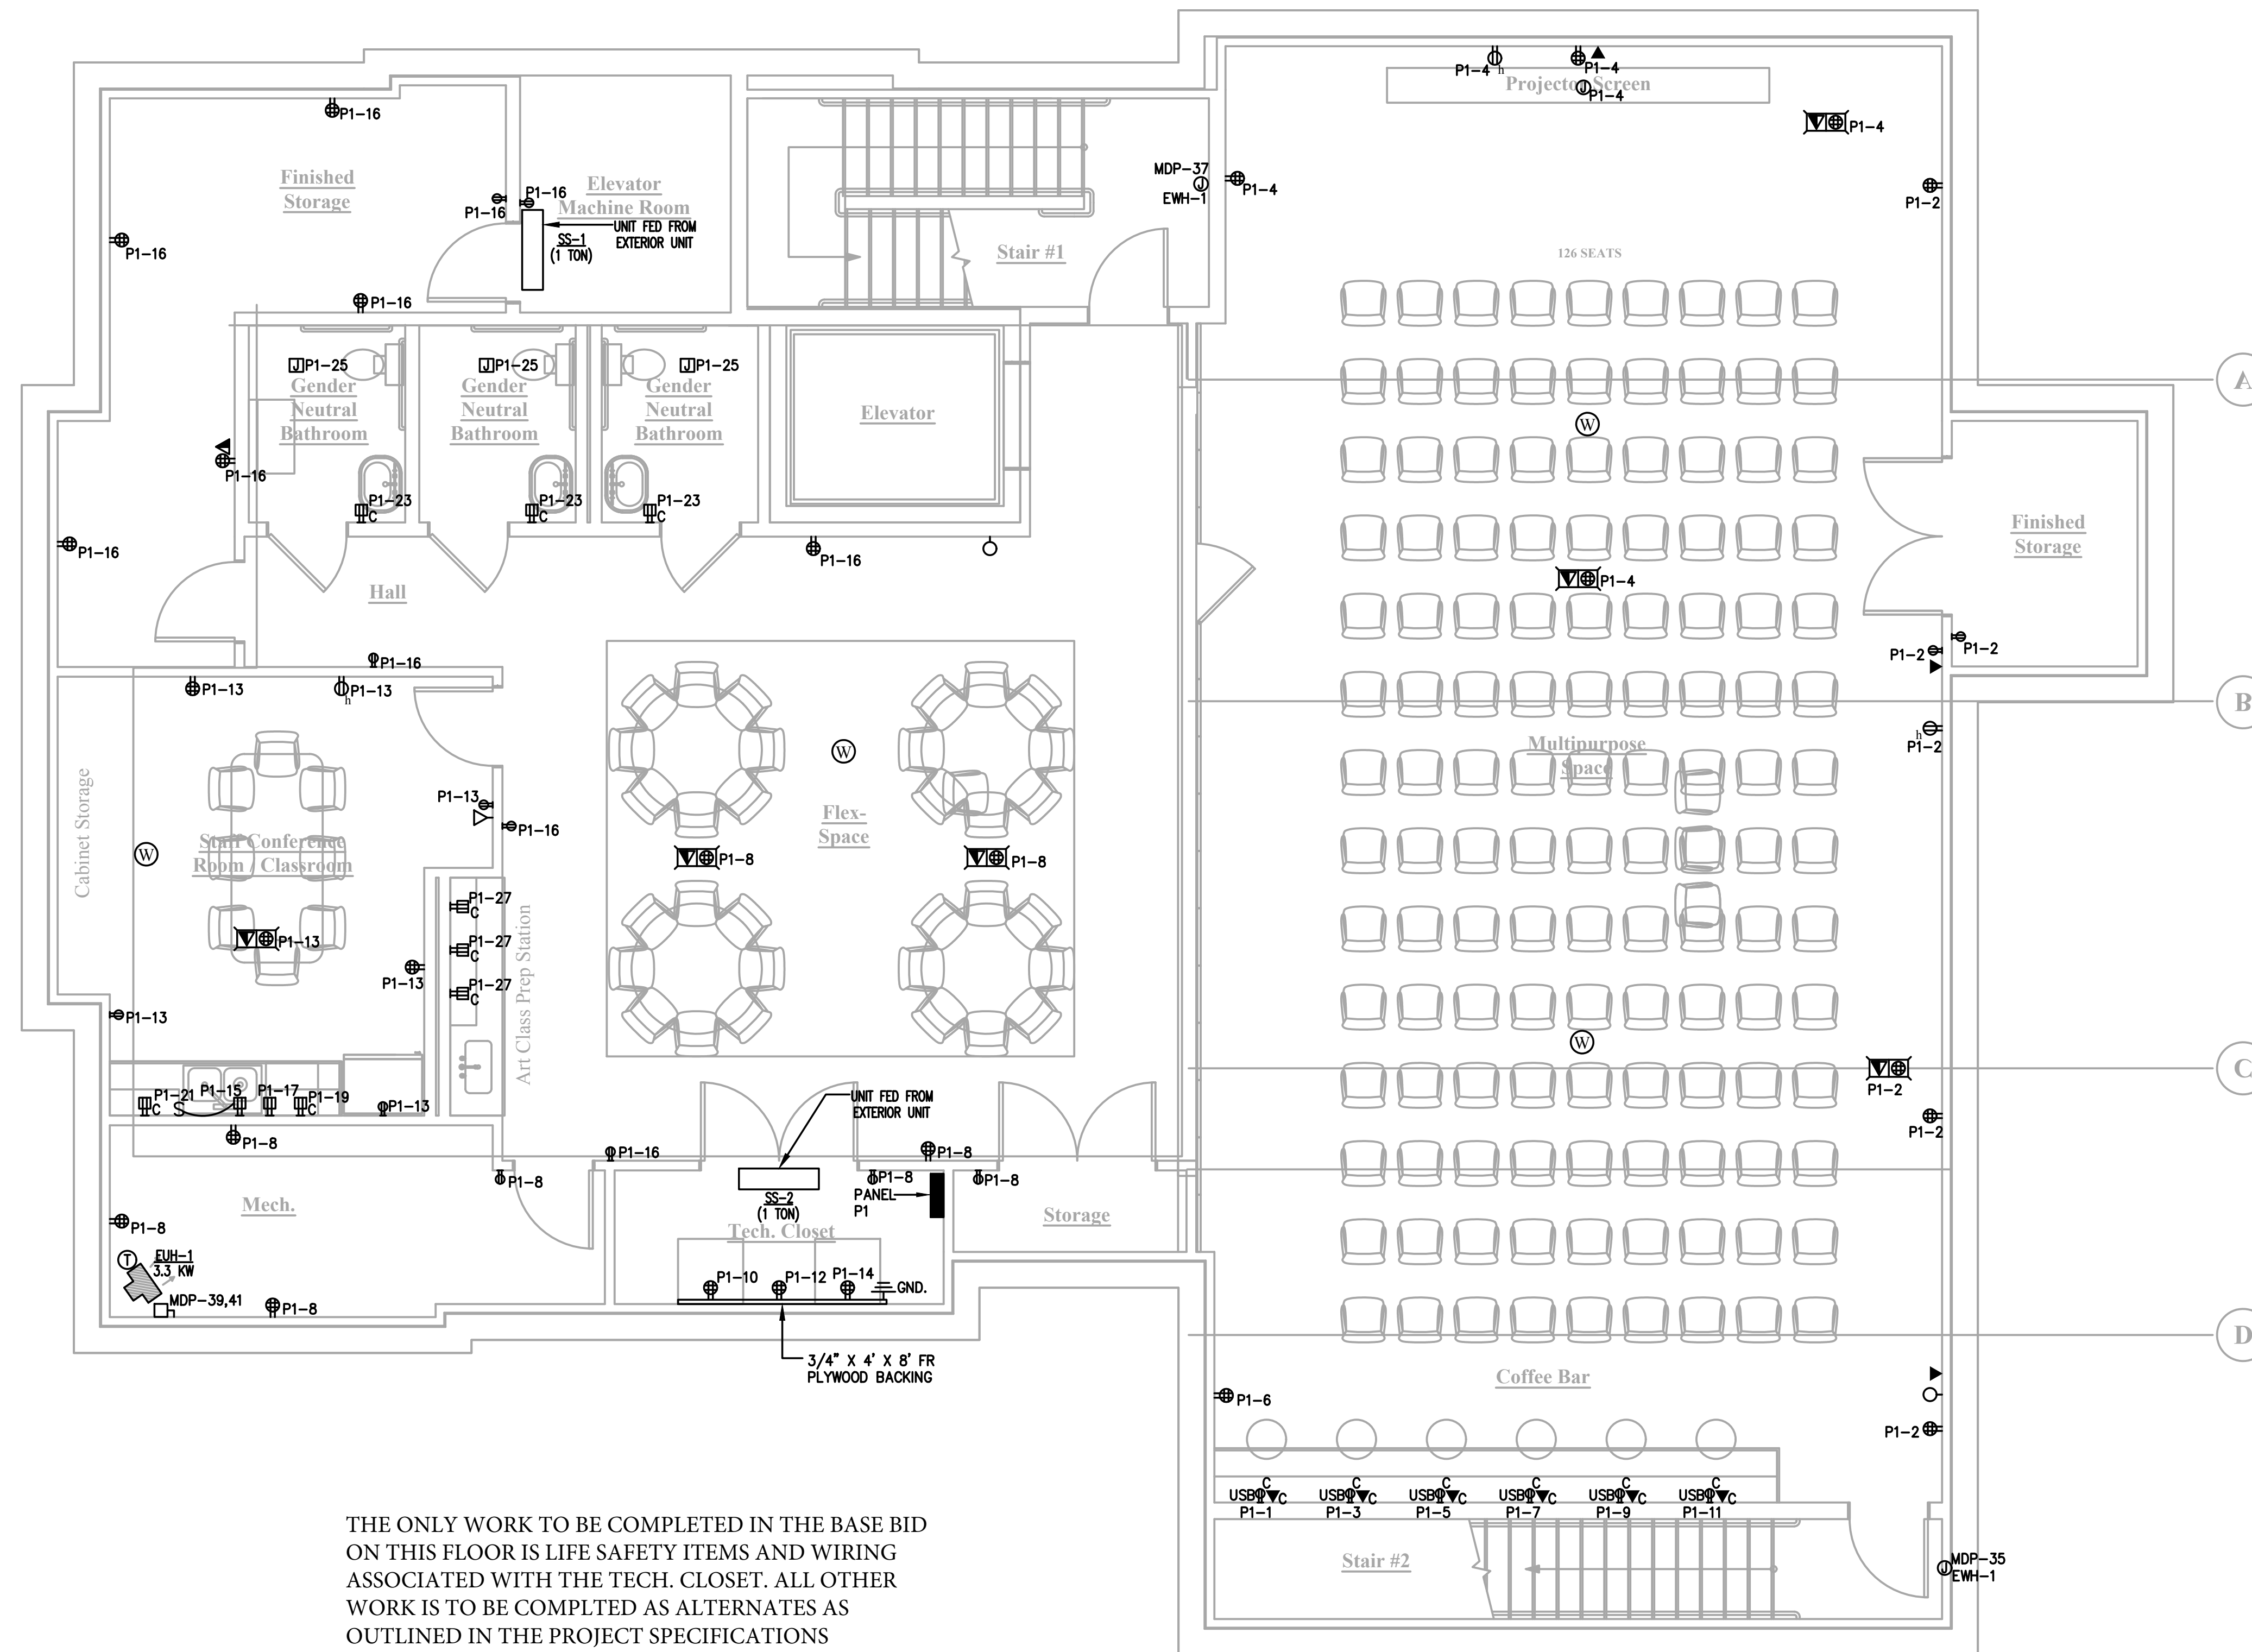 P1-4 h
P1-4
Projector Screen
P1-4
P1-4
P1-16
Finished
Storage
P1-16
P1-16
Elevator
Machine Room
UNIT FED FROM
EXTERIOR UNIT
SS-1
(1 TON)
MDP-37
J
EWH-1
P1-4
P1-2
P1-16
Stair #1
126 SEATS
P1-16
J P1-25
J P1-25
J P1-25
Gender
Neutral
Bathroom
Gender
Neutral
Bathroom
Gender
Neutral
Bathroom
Elevator
A
W
P1-16
P1-23
C
P1-23
C
P1-23
C
P1-16
P1-16
Finished
Storage
Hall
P1-4
P1-16
P1-2
P1-2
P1-13
P1-13
h
B
h
P1-2
Multipurpose
Space
W
Cabinet Storage
P1-13
P1-16
Flex-
Space
Staff Conference
Room / Classroom
W
P1-8
P1-8
P1-27
C
P1-27
C
P1-27
C
Art Class Prep Station
P1-13
P1-13
P1-13
W
C
P1-2
P1-2
P1-21
C
S
P1-15
P1-17
P1-19
C
P1-13
UNIT FED FROM
EXTERIOR UNIT
P1-8
P1-16
P1-8
P1-8
P1-8
P1-8
PANEL
P1
SS-2
(1 TON)
Mech.
Tech. Closet
Storage
P1-8
T
EUH-1
3.3 KW
MDP-39,41
P1-8
P1-10
P1-12
P1-14
GND.
3/4" X 4' X 8' FR
PLYWOOD BACKING
D
Coffee Bar
P1-6
P1-2
C
USB C
P1-1
C
USB C
P1-3
C
USB C
P1-5
C
USB C
P1-7
C
USB C
P1-9
C
USB C
P1-11
Stair #2
J
MDP-35
EWH-1
THE ONLY WORK TO BE COMPLETED IN THE BASE BID
ON THIS FLOOR IS LIFE SAFETY ITEMS AND WIRING
ASSOCIATED WITH THE TECH. CLOSET. ALL OTHER
WORK IS TO BE COMPLTED AS ALTERNATES AS
OUTLINED IN THE PROJECT SPECIFICATIONS